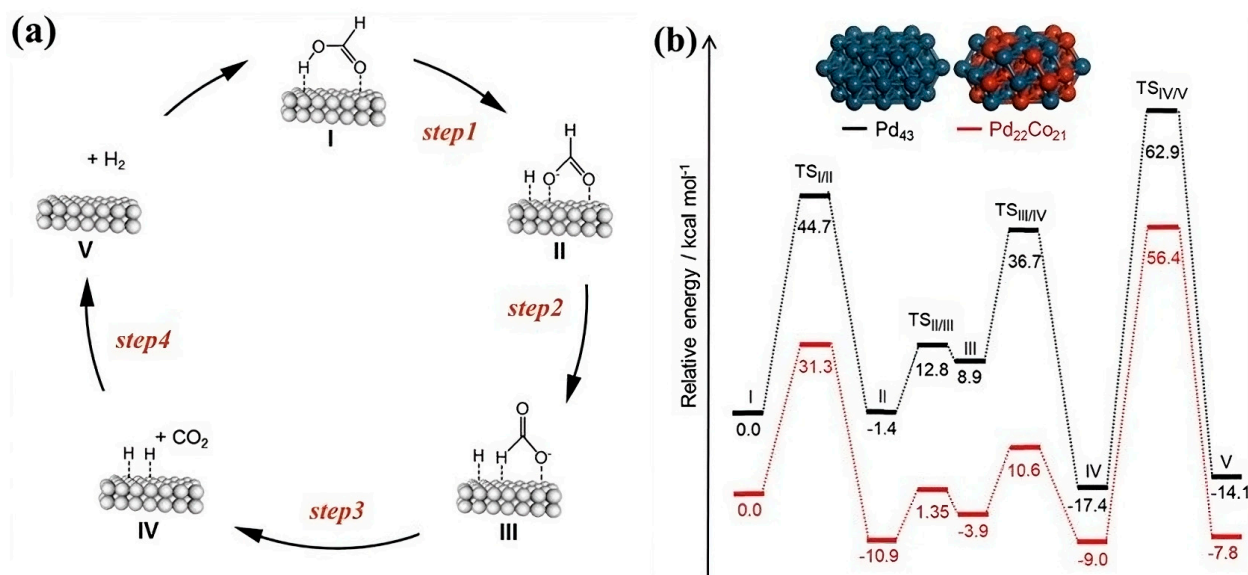 (a)
H
O
H
O
I
step1
H
H
O-
O
II
step2
O
H
H
O-
III
step3
+ CO2
H
H
IV
step4
+ H2
V
(b)
Relative energy / kcal mol-1
Pd43
Pd22Co21
TSIV/V
62.9
56.4
TSI/II
44.7
31.3
TSIII/IV
36.7
10.6
TSII/III
12.8
1.35
III
8.9
-3.9
I
0.0
0.0
II
-1.4
-10.9
IV
-17.4
-9.0
V
-14.1
-7.8